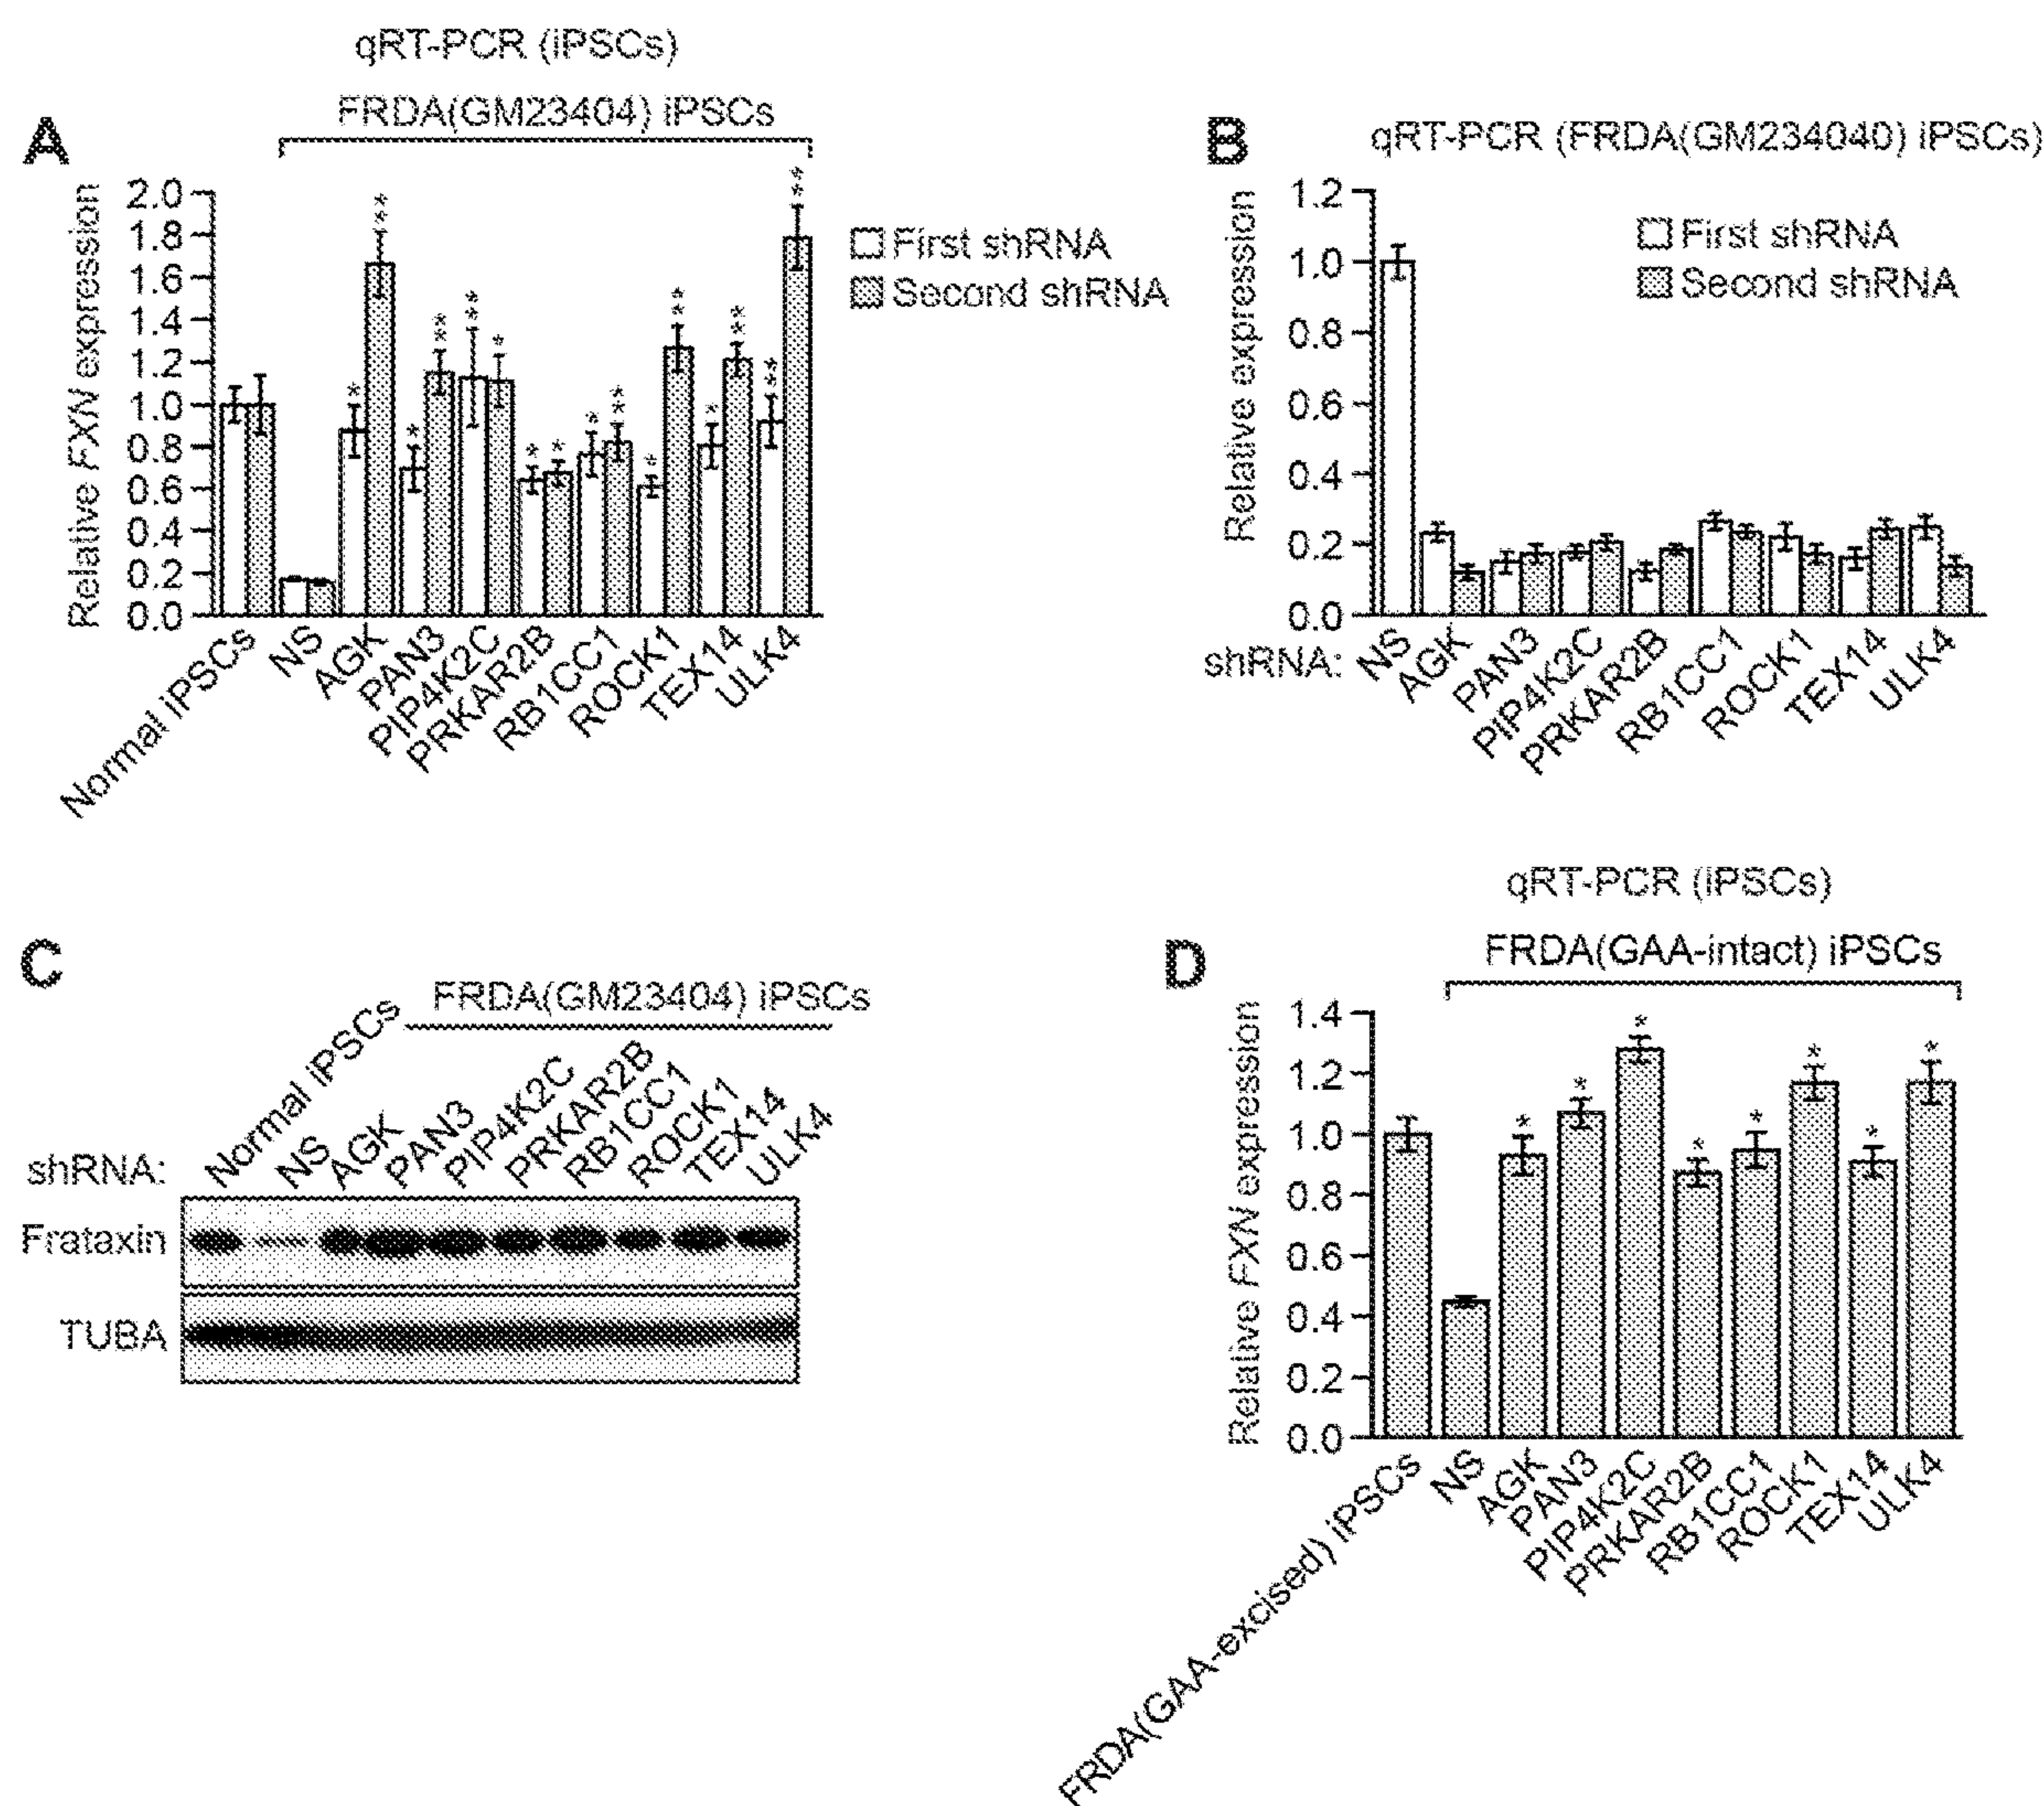 A
qRT-PCR (iPSCs)
FRDA(GM23404) iPSCs
Relative FXN expression
2.0
1.8
1.6
1.4
1.2
1.0
0.8
0.6
0.4
0.2
0.0
*** 
** 
First shRNA
Second shRNA
Normal iPSCs
NS
AGK
PAN3
PIP4K2C
PRKAR2B
RB1CC1
ROCK1
TEX14
ULK4
B
qRT-PCR (FRDA(GM234040) iPSCs)
Relative expression
1.2
1.0
0.8
0.6
0.4
0.2
0.0
First shRNA
Second shRNA
shRNA:
NS
AGK
PAN3
PIP4K2C
PRKAR2B
RB1CC1
ROCK1
TEX14
ULK4
C
FRDA(GM23404) iPSCs
shRNA:
Normal iPSCs
NS
AGK
PAN3
PIP4K2C
PRKAR2B
RB1CC1
ROCK1
TEX14
ULK4
Frataxin
TUBA
D
qRT-PCR (iPSCs)
FRDA(GAA-intact) iPSCs
Relative FXN expression
1.4
1.2
1.0
0.8
0.6
0.4
0.2
0.0
* * * * * * * *
FRDA(GAA-excised) iPSCs
NS
AGK
PAN3
PIP4K2C
PRKAR2B
RB1CC1
ROCK1
TEX14
ULK4